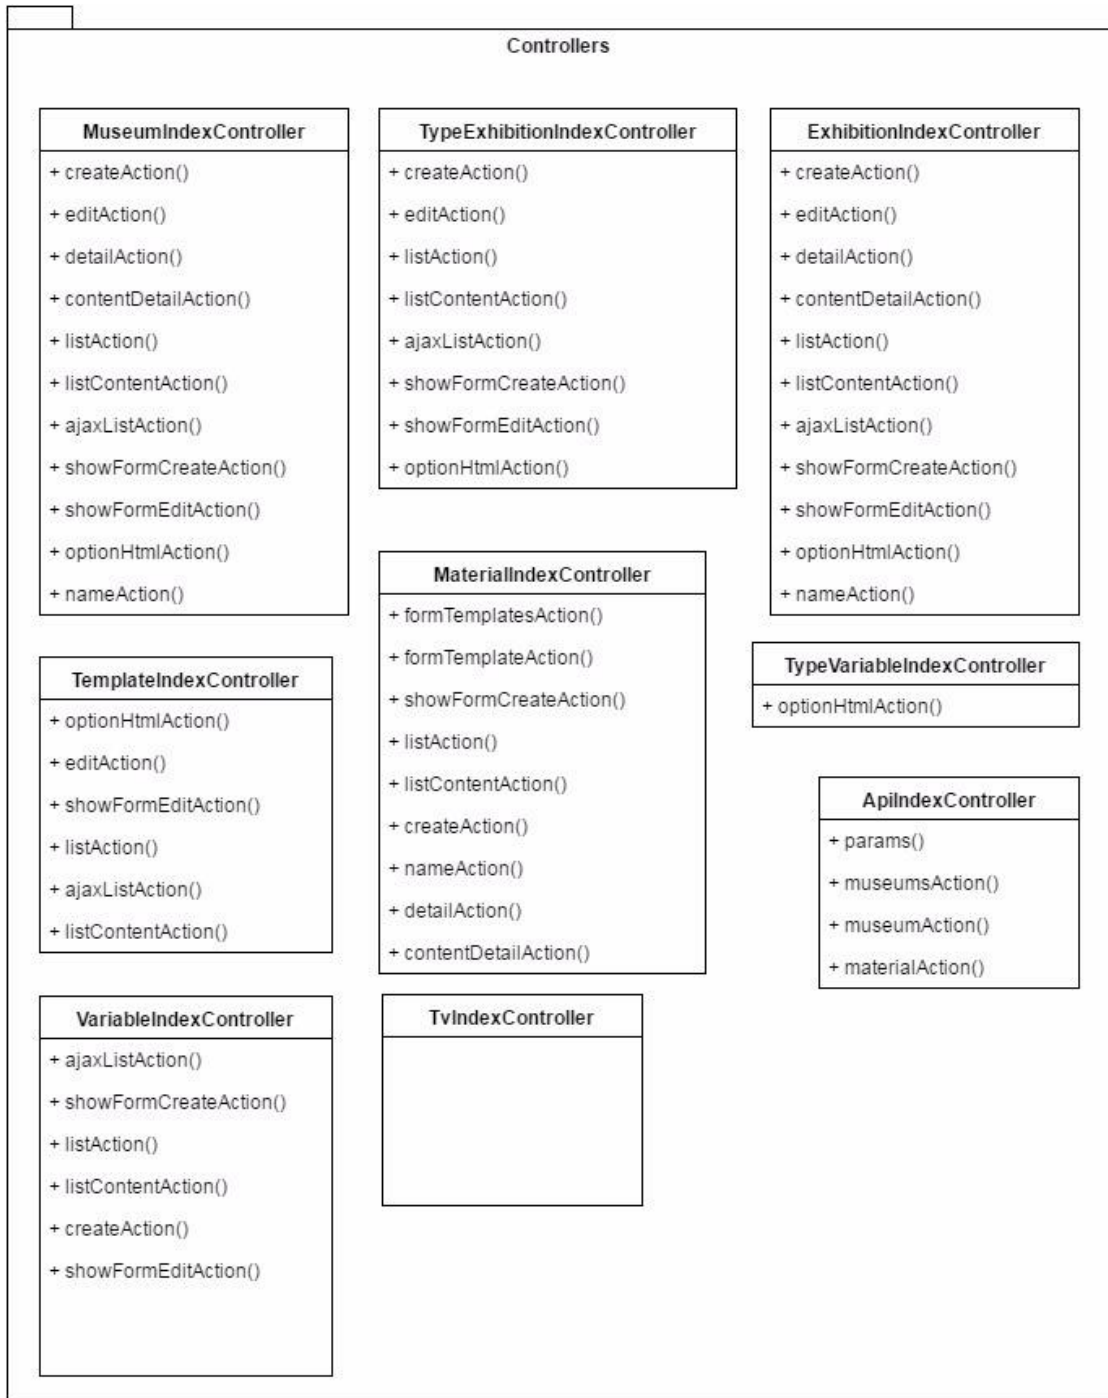 Controllers
MuseumIndexController
+ createAction()
+ editAction()
+ detailAction()
+ contentDetailAction()
+ listAction()
+ listContentAction()
+ ajaxListAction()
+ showFormCreateAction()
+ showFormEditAction()
+ optionHtmlAction()
+ nameAction()
TypeExhibitionIndexController
+ createAction()
+ editAction()
+ listAction()
+ listContentAction()
+ ajaxListAction()
+ showFormCreateAction()
+ showFormEditAction()
+ optionHtmlAction()
ExhibitionIndexController
+ createAction()
+ editAction()
+ detailAction()
+ contentDetailAction()
+ listAction()
+ listContentAction()
+ ajaxListAction()
+ showFormCreateAction()
+ showFormEditAction()
+ optionHtmlAction()
+ nameAction()
TemplateIndexController
+ optionHtmlAction()
+ editAction()
+ showFormEditAction()
+ listAction()
+ ajaxListAction()
+ listContentAction()
MaterialIndexController
+ formTemplatesAction()
+ formTemplateAction()
+ showFormCreateAction()
+ listAction()
+ listContentAction()
+ createAction()
+ nameAction()
+ detailAction()
+ contentDetailAction()
TypeVariableIndexController
+ optionHtmlAction()
ApiIndexController
+ params()
+ museumsAction()
+ museumAction()
+ materialAction()
VariableIndexController
+ ajaxListAction()
+ showFormCreateAction()
+ listAction()
+ listContentAction()
+ createAction()
+ showFormEditAction()
TvIndexController